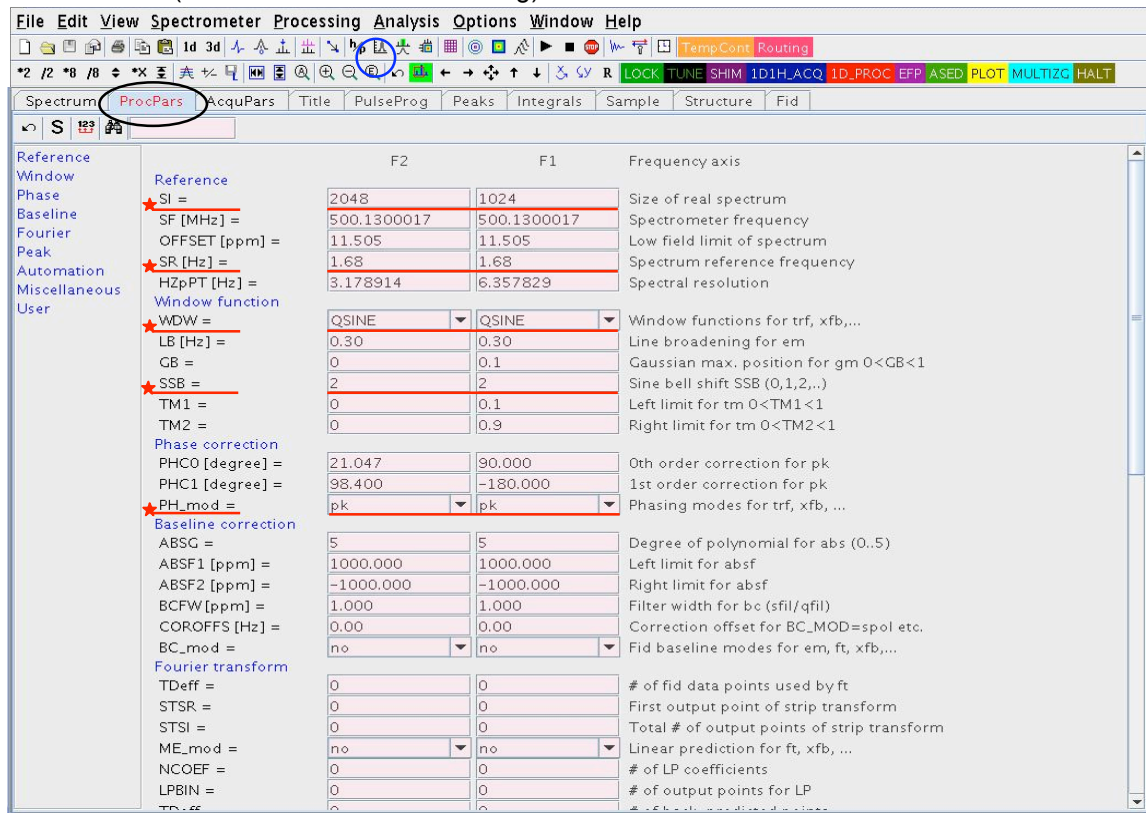 File Edit View Spectrometer Processing Analysis Options Window Help
1d 3d TempCont Routing
*2 /2 *8 /8 R LOCK TUNE SHIM 1D1H_ACQ 1D_PROC EFP ASED PLOT MULTIZG HALT
Spectrum ProcPars AcquPars Title PulseProg Peaks Integrals Sample Structure Fid
S 123
Reference
Window
Phase
Baseline
Fourier
Peak
Automation
Miscellaneous
User
F2 F1 Frequency axis
Reference
SI = 2048 1024 Size of real spectrum
SF [MHz] = 500.1300017 500.1300017 Spectrometer frequency
OFFSET [ppm] = 11.505 11.505 Low field limit of spectrum
SR [Hz] = 1.68 1.68 Spectrum reference frequency
HZpPT [Hz] = 3.178914 6.357829 Spectral resolution
Window function
WDW = QSINE QSINE Window functions for trf, xfb,...
LB [Hz] = 0.30 0.30 Line broadening for em
GB = 0 0.1 Gaussian max. position for gm 0<GB<1
SSB = 2 2 Sine bell shift SSB (0,1,2,..)
TM1 = 0 0.1 Left limit for tm 0<TM1<1
TM2 = 0 0.9 Right limit for tm 0<TM2<1
Phase correction
PHC0 [degree] = 21.047 90.000 0th order correction for pk
PHC1 [degree] = 98.400 -180.000 1st order correction for pk
PH_mod = pk pk Phasing modes for trf, xfb, ...
Baseline correction
ABSG = 5 5 Degree of polynomial for abs (0..5)
ABSF1 [ppm] = 1000.000 1000.000 Left limit for absf
ABSF2 [ppm] = -1000.000 -1000.000 Right limit for absf
BCFW [ppm] = 1.000 1.000 Filter width for bc (sfil/qfil)
COROFFS [Hz] = 0.00 0.00 Correction offset for BC_MOD=spol etc.
BC_mod = no no Fid baseline modes for em, ft, xfb,...
Fourier transform
TDeff = 0 0 # of fid data points used by ft
STSR = 0 0 First output point of strip transform
STSI = 0 0 Total # of output points of strip transform
ME_mod = no no Linear prediction for ft, xfb, ...
NCOEF = 0 0 # of LP coefficients
LPBIN = 0 0 # of output points for LP